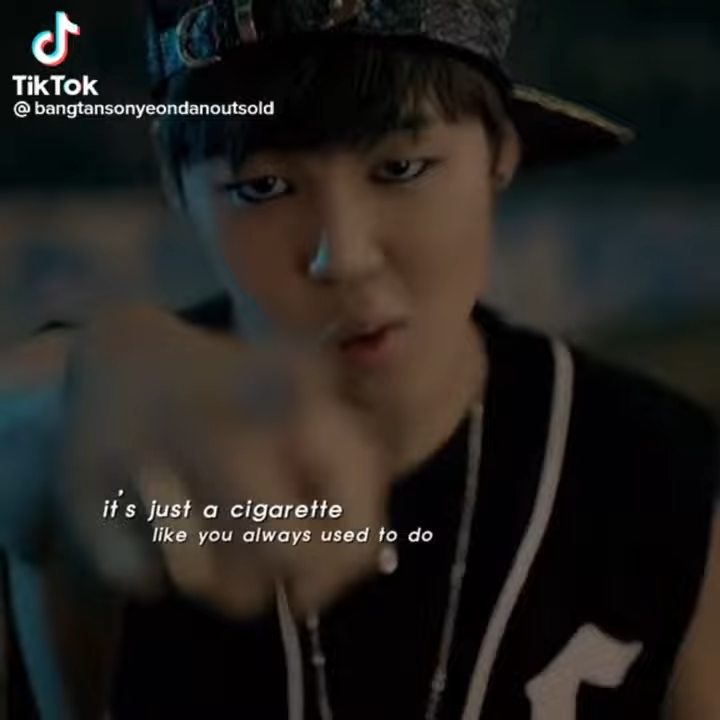 TikTok
@ bangtansonyeondanoutsold
it's just a cigarette
like you always used to do